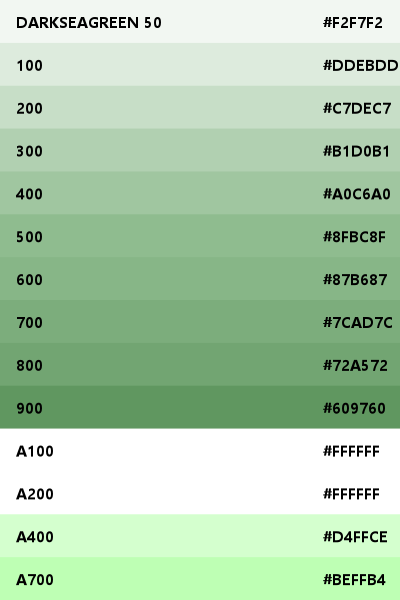 DARKSEAGREEN 50 #F2F7F2
100 #DDEBDD
200 #C7DEC7
300 #B1D0B1
400 #A0C6A0
500 #8FBC8F
600 #87B687
700 #7CAD7C
800 #72A572
900 #609760
A100 #FFFFFF
A200 #FFFFFF
A400 #D4FFCE
A700 #BEFFB4